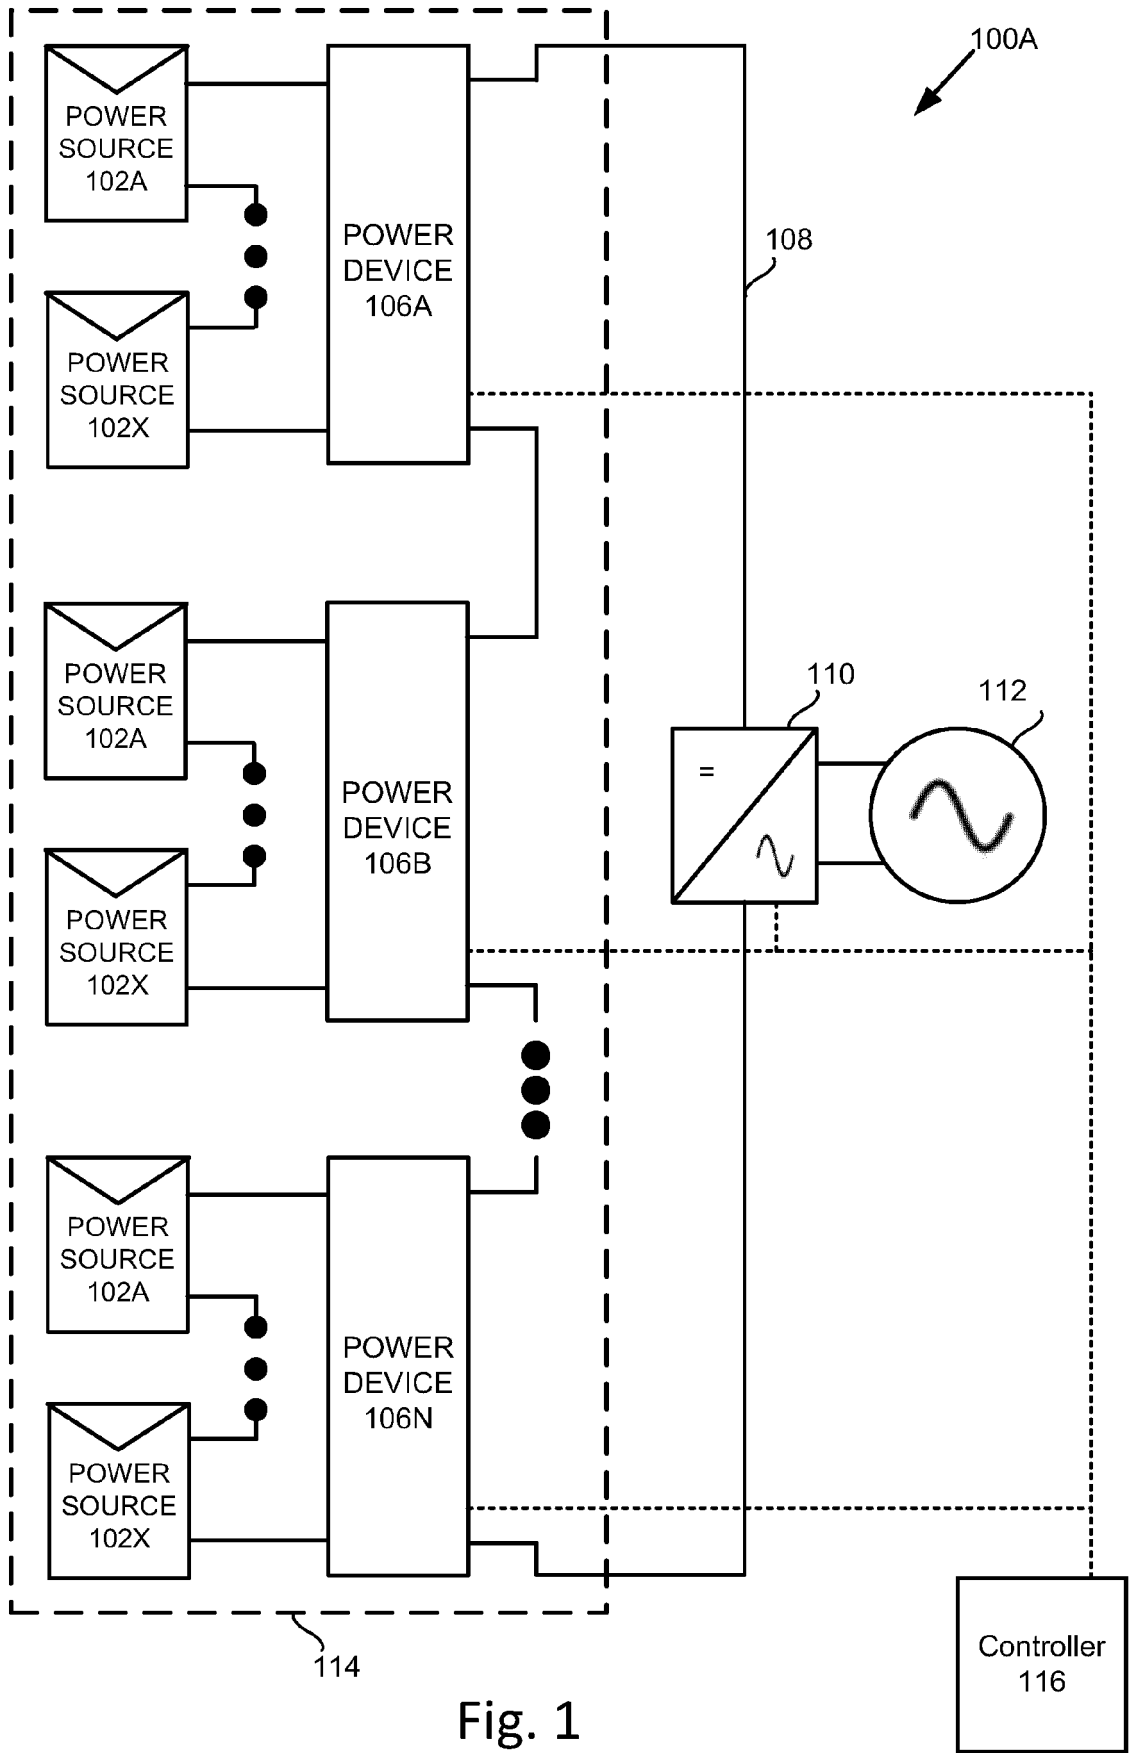 100A
POWER
SOURCE
102A
POWER
DEVICE
106A
108
POWER
SOURCE
102X
POWER
SOURCE
102A
POWER
DEVICE
106B
110
112
=
POWER
SOURCE
102X
POWER
SOURCE
102A
POWER
DEVICE
106N
POWER
SOURCE
102X
114
Controller
116
Fig. 1